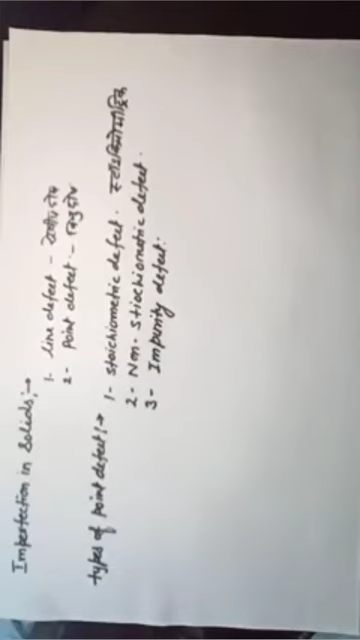 Imperfection in Solids:→
1- line defect - रेखीय दोष
2- Point defect - बिन्दु दोष
types of point defect:→
1- stoichiometric defect. स्टाइकियोमीट्रिक
2- Non-Stiochiometric defect.
3- Impurity defect.